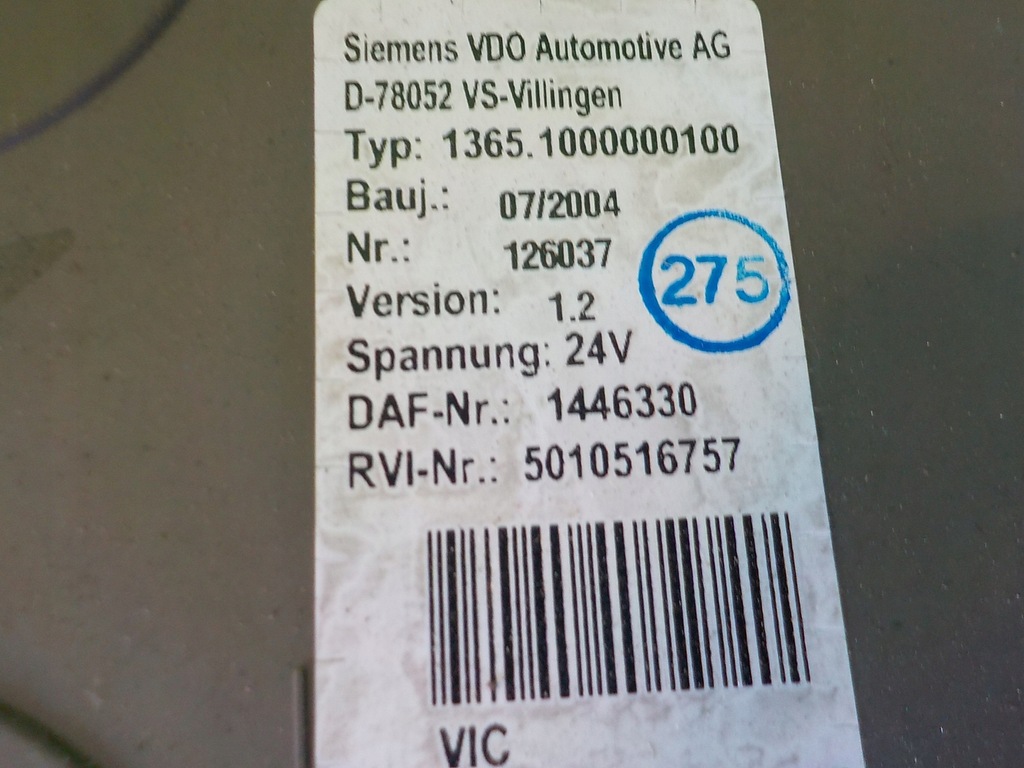 Siemens VDO Automotive AG
D-78052 VS-Villingen
Typ: 1365.1000000100
Bauj.: 07/2004
Nr.: 126037
275
Version: 1.2
Spannung: 24V
DAF-Nr.: 1446330
RVI-Nr.: 5010516757
VIC